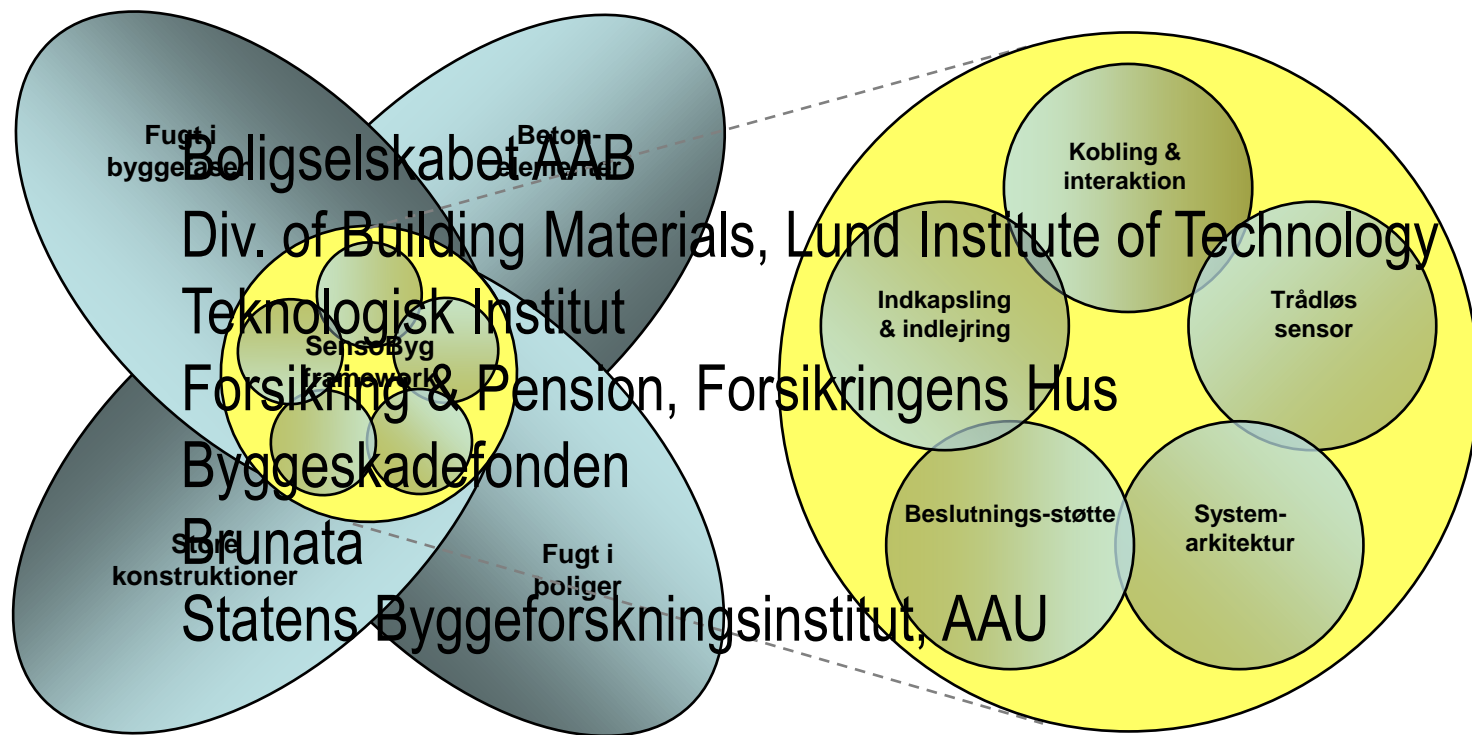 Fugt i
byggefasen
Beton-
elementer
Boligselskabet AAB
Div. of Building Materials, Lund Institute of Technology
Teknologisk Institut
SensoByg
framework
Forsikring & Pension, Forsikringens Hus
Byggeskadefonden
Brunata
Store
konstruktioner
Fugt i
boliger
Statens Byggeforskningsinstitut, AAU
Kobling &
interaktion
Indkapsling
& indlejring
Trådløs
sensor
Beslutnings-støtte
System-
arkitektur